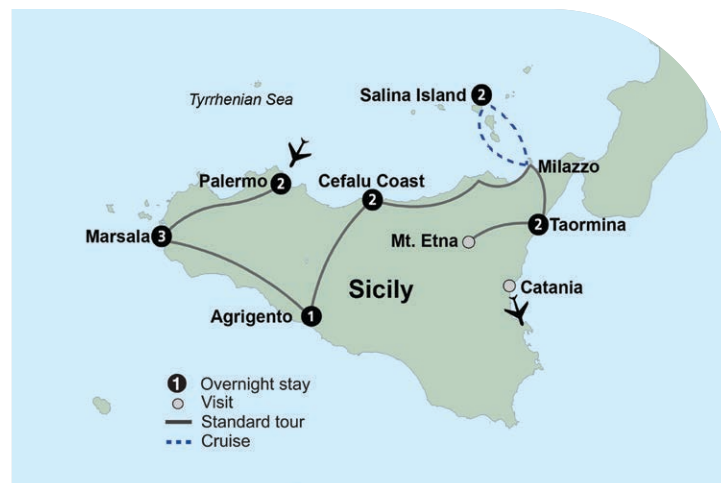 Tyrrhenian Sea
Salina Island 2
Milazzo
Palermo 2
Cefalu Coast
2
Marsala 3
2 Taormina
Mt. Etna
Sicily
Catania
Agrigento 1
1 Overnight stay
Visit
Standard tour
Cruise